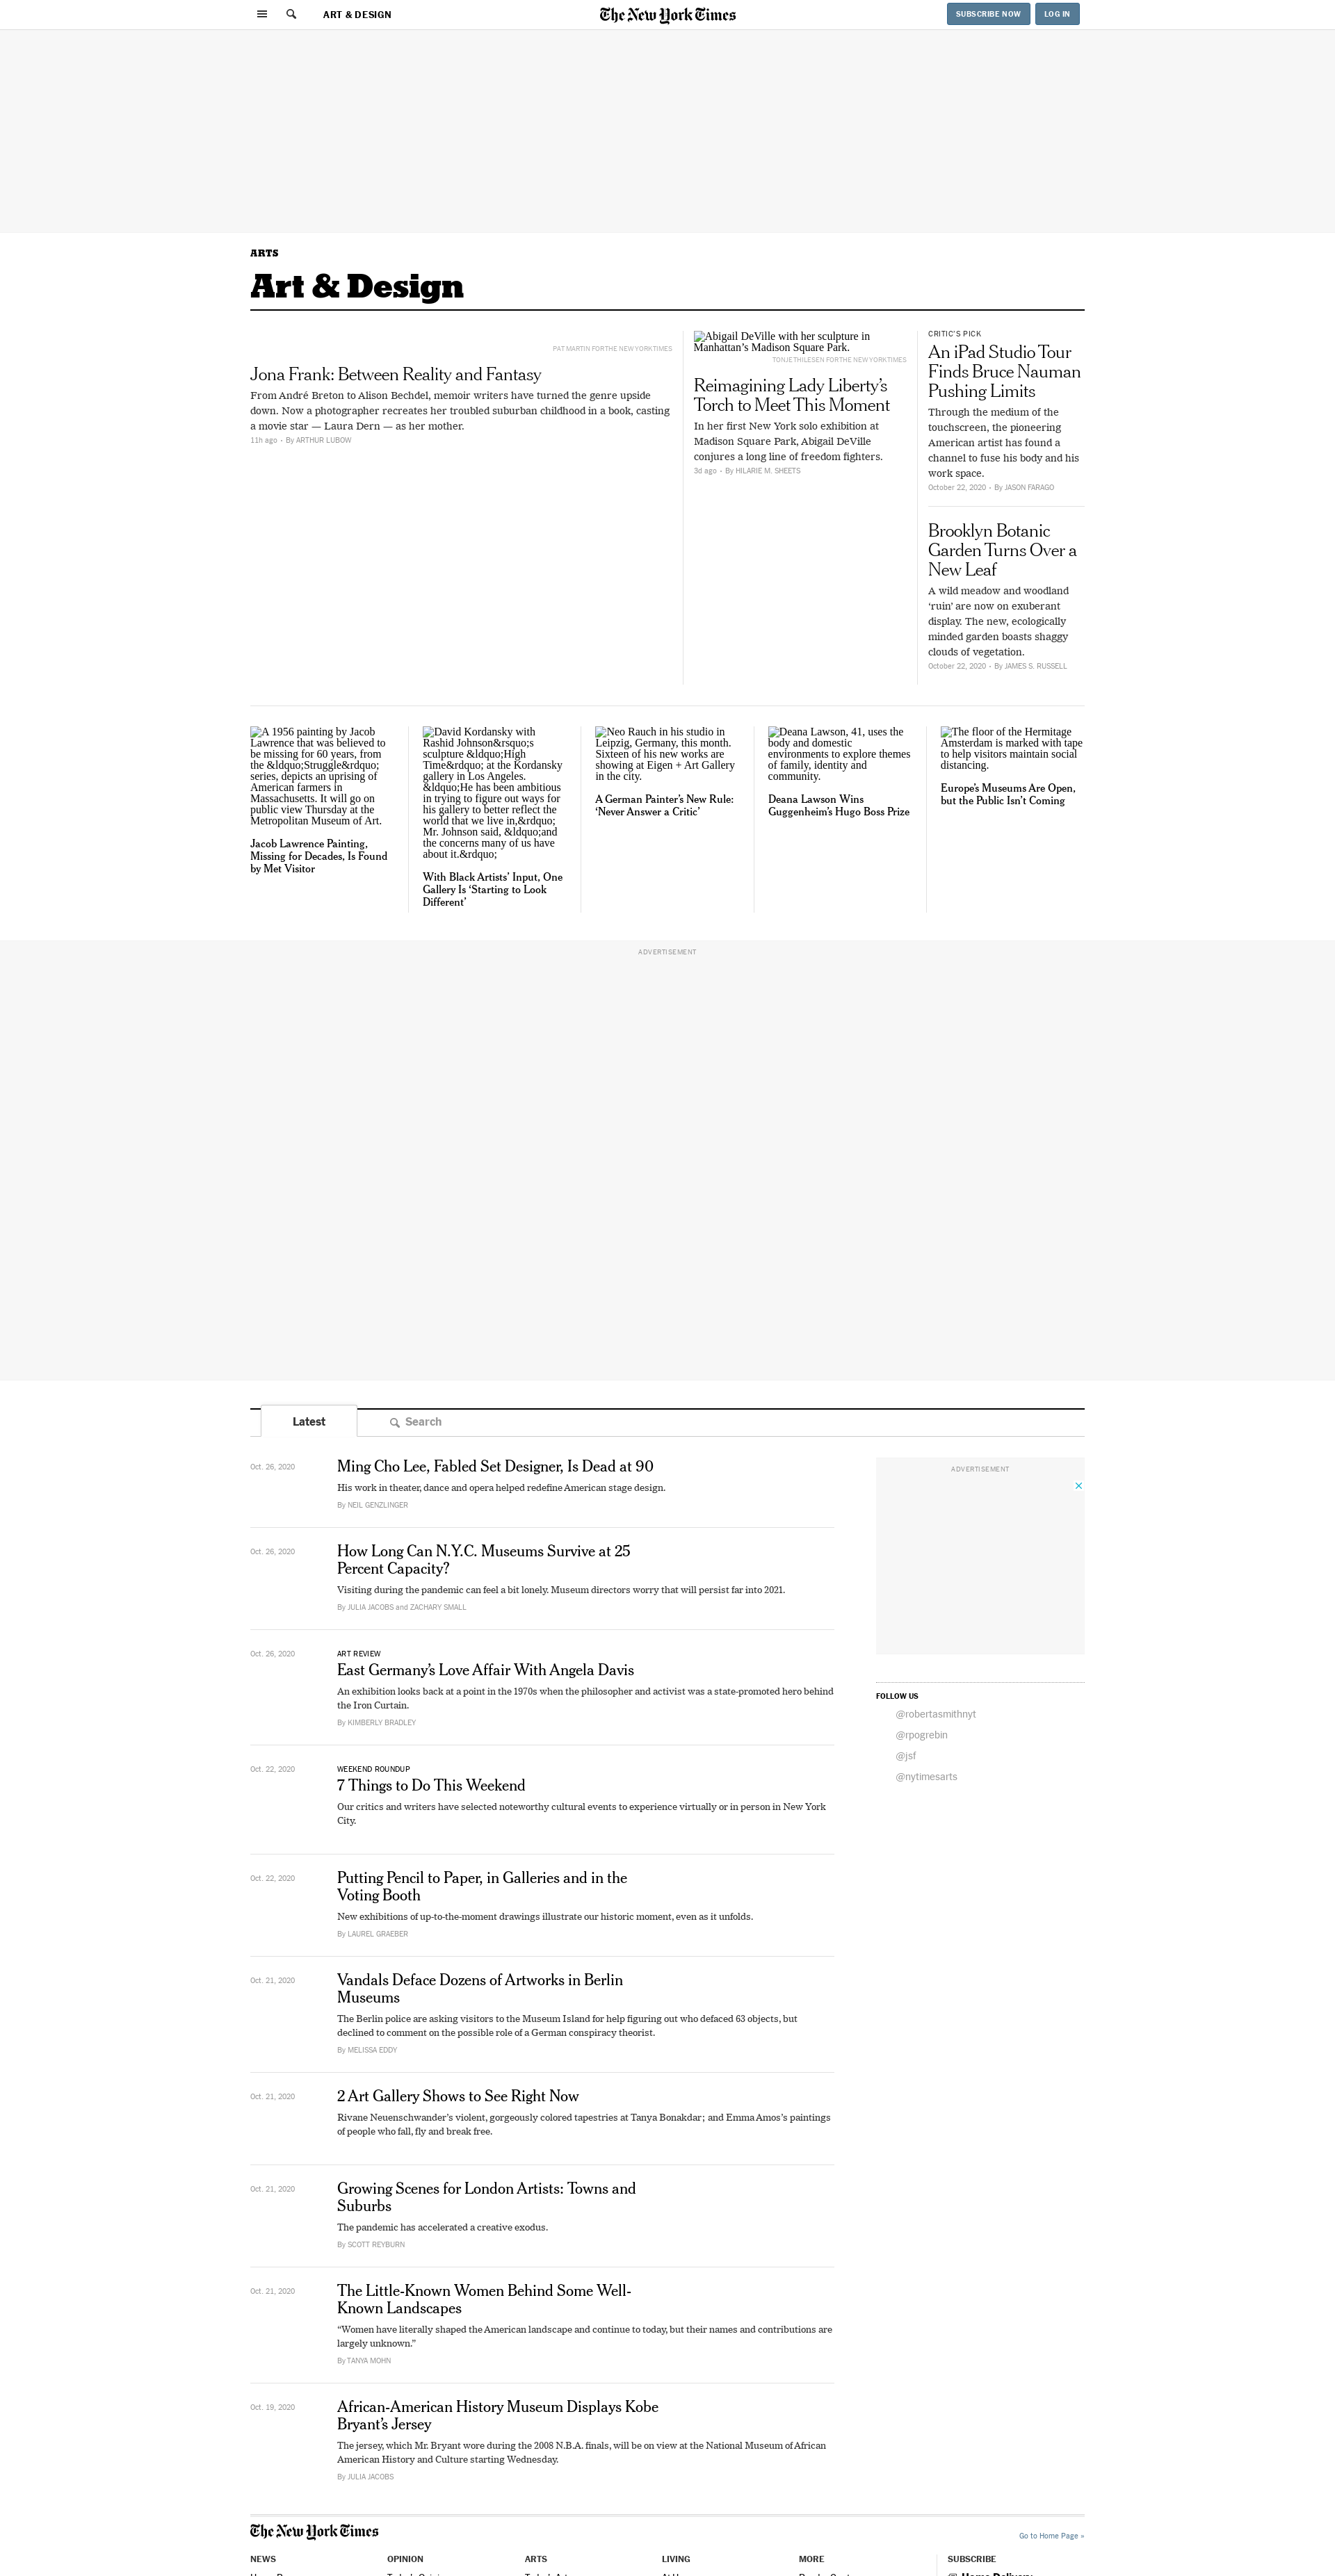 ART & DESIGN
The New York Times
SUBSCRIBE NOW
LOG IN
ARTS
Art & Design
PAT MARTIN FOR THE NEW YORK TIMES
Jona Frank: Between Reality and Fantasy
From André Breton to Alison Bechdel, memoir writers have turned the genre upside
down. Now a photographer recreates her troubled suburban childhood in a book, casting
a movie star — Laura Dern — as her mother.
11h ago • By ARTHUR LUBOW
Abigail DeVille with her sculpture in
Manhattan’s Madison Square Park.
TONJE THILESEN FOR THE NEW YORK TIMES
Reimagining Lady Liberty’s
Torch to Meet This Moment
In her first New York solo exhibition at
Madison Square Park, Abigail DeVille
conjures a long line of freedom fighters.
3d ago • By HILARIE M. SHEETS
CRITIC’S PICK
An iPad Studio Tour
Finds Bruce Nauman
Pushing Limits
Through the medium of the
touchscreen, the pioneering
American artist has found a
channel to fuse his body and his
work space.
October 22, 2020 • By JASON FARAGO
Brooklyn Botanic
Garden Turns Over a
New Leaf
A wild meadow and woodland
‘ruin’ are now on exuberant
display. The new, ecologically
minded garden boasts shaggy
clouds of vegetation.
October 22, 2020 • By JAMES S. RUSSELL
A 1956 painting by Jacob
Lawrence that was believed to
be missing for 60 years, from
the &ldquo;Struggle&rdquo;
series, depicts an uprising of
American farmers in
Massachusetts. It will go on
public view Thursday at the
Metropolitan Museum of Art.
Jacob Lawrence Painting,
Missing for Decades, Is Found
by Met Visitor
David Kordansky with
Rashid Johnson&rsquo;s
sculpture &ldquo;High
Time&rdquo; at the Kordansky
gallery in Los Angeles.
&ldquo;He has been ambitious
in trying to figure out ways for
his gallery to better reflect the
world that we live in,&rdquo;
Mr. Johnson said, &ldquo;and
the concerns many of us have
about it.&rdquo;
With Black Artists’ Input, One
Gallery Is ‘Starting to Look
Different’
Neo Rauch in his studio in
Leipzig, Germany, this month.
Sixteen of his new works are
showing at Eigen + Art Gallery
in the city.
A German Painter’s New Rule:
‘Never Answer a Critic’
Deana Lawson, 41, uses the
body and domestic
environments to explore themes
of family, identity and
community.
Deana Lawson Wins
Guggenheim’s Hugo Boss Prize
The floor of the Hermitage
Amsterdam is marked with tape
to help visitors maintain social
distancing.
Europe’s Museums Are Open,
but the Public Isn’t Coming
ADVERTISEMENT
Latest
Search
Oct. 26, 2020
Ming Cho Lee, Fabled Set Designer, Is Dead at 90
His work in theater, dance and opera helped redefine American stage design.
By NEIL GENZLINGER
Oct. 26, 2020
How Long Can N.Y.C. Museums Survive at 25
Percent Capacity?
Visiting during the pandemic can feel a bit lonely. Museum directors worry that will persist far into 2021.
By JULIA JACOBS and ZACHARY SMALL
Oct. 26, 2020
ART REVIEW
East Germany’s Love Affair With Angela Davis
An exhibition looks back at a point in the 1970s when the philosopher and activist was a state-promoted hero behind
the Iron Curtain.
By KIMBERLY BRADLEY
Oct. 22, 2020
WEEKEND ROUNDUP
7 Things to Do This Weekend
Our critics and writers have selected noteworthy cultural events to experience virtually or in person in New York
City.
Oct. 22, 2020
Putting Pencil to Paper, in Galleries and in the
Voting Booth
New exhibitions of up-to-the-moment drawings illustrate our historic moment, even as it unfolds.
By LAUREL GRAEBER
Oct. 21, 2020
Vandals Deface Dozens of Artworks in Berlin
Museums
The Berlin police are asking visitors to the Museum Island for help figuring out who defaced 63 objects, but
declined to comment on the possible role of a German conspiracy theorist.
By MELISSA EDDY
Oct. 21, 2020
2 Art Gallery Shows to See Right Now
Rivane Neuenschwander’s violent, gorgeously colored tapestries at Tanya Bonakdar; and Emma Amos’s paintings
of people who fall, fly and break free.
Oct. 21, 2020
Growing Scenes for London Artists: Towns and
Suburbs
The pandemic has accelerated a creative exodus.
By SCOTT REYBURN
Oct. 21, 2020
The Little-Known Women Behind Some Well-
Known Landscapes
“Women have literally shaped the American landscape and continue to today, but their names and contributions are
largely unknown.”
By TANYA MOHN
Oct. 19, 2020
African-American History Museum Displays Kobe
Bryant’s Jersey
The jersey, which Mr. Bryant wore during the 2008 N.B.A. finals, will be on view at the National Museum of African
American History and Culture starting Wednesday.
By JULIA JACOBS
ADVERTISEMENT
FOLLOW US
@robertasmithnyt
@rpogrebin
@jsf
@nytimesarts
The New York Times
Go to Home Page »
NEWS
OPINION
ARTS
LIVING
MORE
SUBSCRIBE